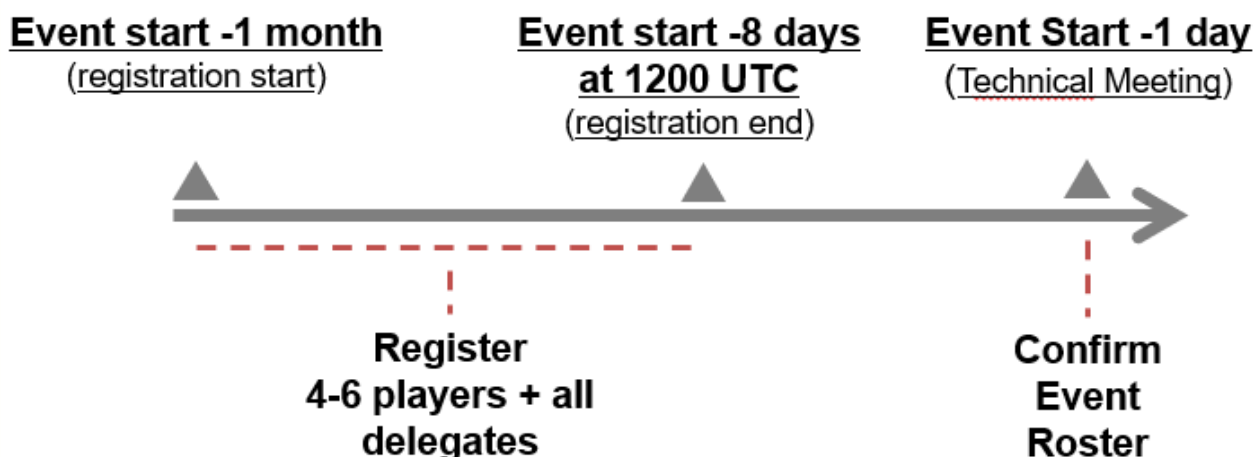 Event start -1 month
(registration start)
Event start -8 days
at 1200 UTC
(registration end)
Event Start -1 day
(Technical Meeting)
Register
4-6 players + all
delegates
Confirm
Event
Roster